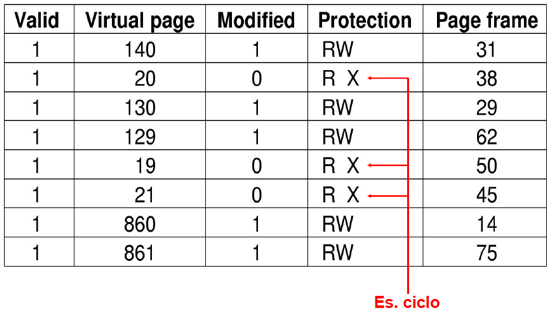 Valid Virtual page Modified Protection Page frame
1 140 1 RW 31
1 20 0 R X 38
1 130 1 RW 29
1 129 1 RW 62
1 19 0 R X 50
1 21 0 R X 45
1 860 1 RW 14
1 861 1 RW 75
Es. ciclo